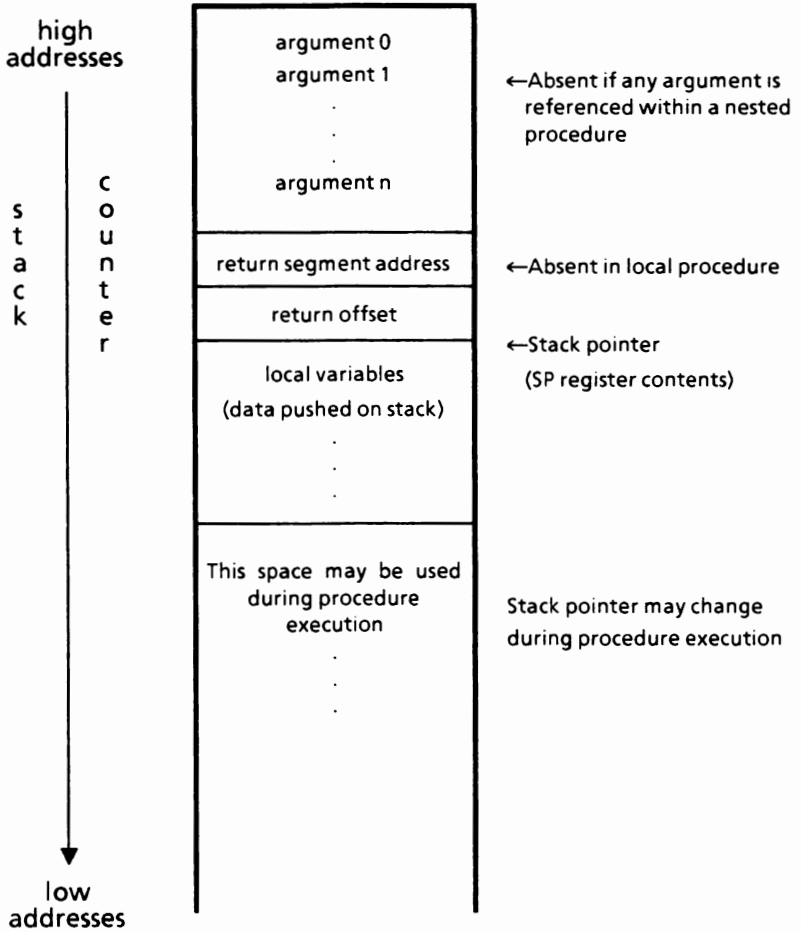 high
addresses
stack
counter
low
addresses
argument 0
argument 1
.
.
.
argument n
return segment address
return offset
local variables
(data pushed on stack)
.
.
.
This space may be used
during procedure
execution
.
.
.
←Absent if any argument is
referenced within a nested
procedure
←Absent in local procedure
←Stack pointer
(SP register contents)
Stack pointer may change
during procedure execution